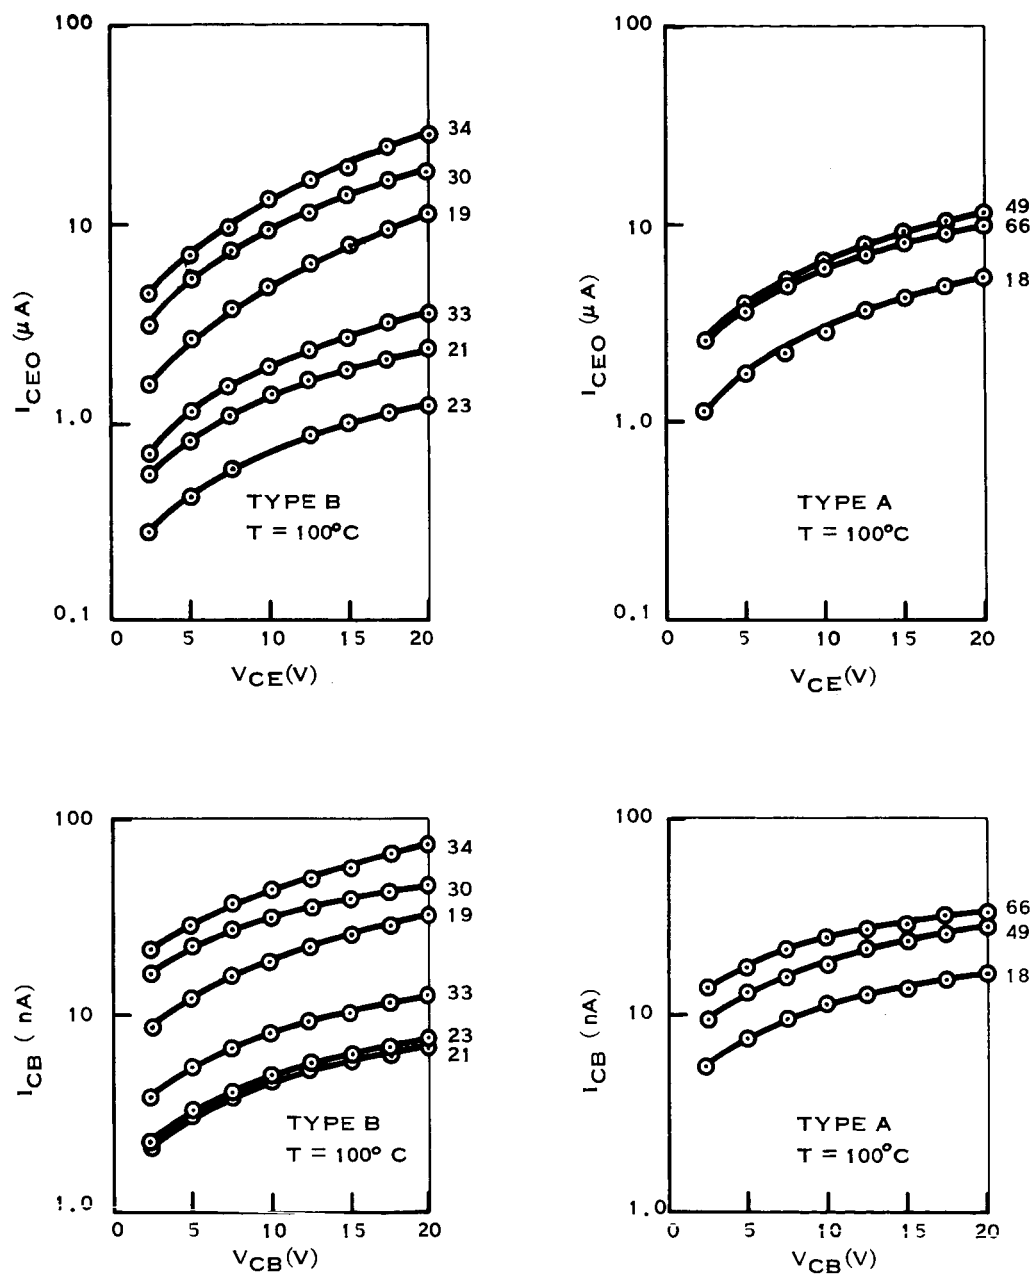 100
10
1.0
0.1
I_CEO (μA)
34
30
19
33
21
23
TYPE B
T = 100°C
0 5 10 15 20
V_CE (V)
100
10
1.0
0.1
I_CEO (μA)
49
66
18
TYPE A
T = 100°C
0 5 10 15 20
V_CE (V)
100
10
1.0
I_CB (nA)
34
30
19
33
23
21
TYPE B
T = 100° C
0 5 10 15 20
V_CB (V)
100
10
1.0
I_CB (nA)
66
49
18
TYPE A
T = 100°C
0 5 10 15 20
V_CB (V)